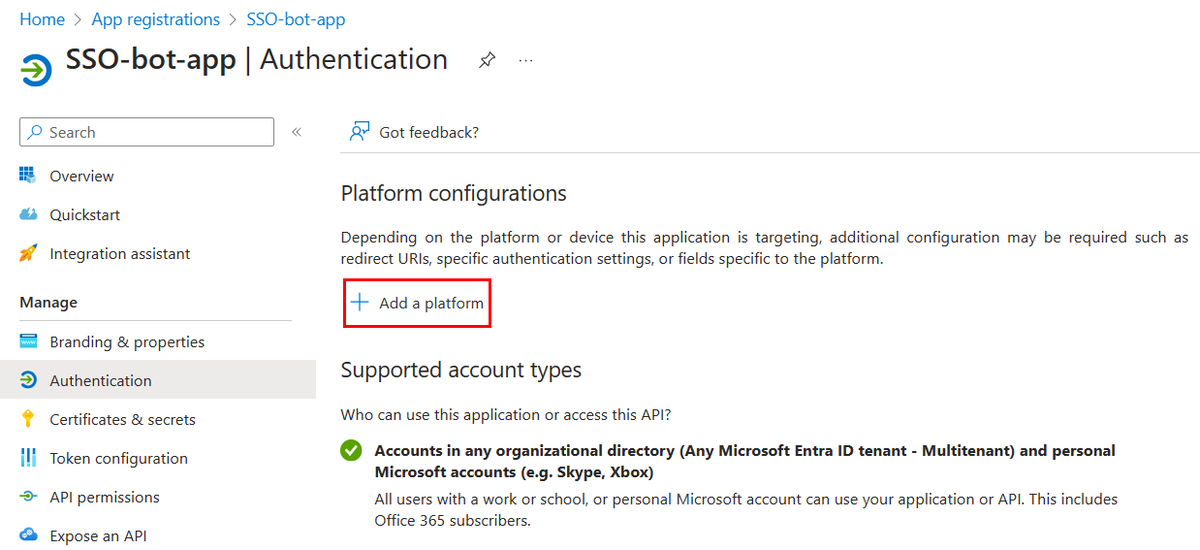 Home > App registrations > SSO-bot-app
SSO-bot-app | Authentication
Search
Overview
Quickstart
Integration assistant
Manage
Branding & properties
Authentication
Certificates & secrets
Token configuration
API permissions
Expose an API
Got feedback?
Platform configurations
Depending on the platform or device this application is targeting, additional configuration may be required such as
redirect URIs, specific authentication settings, or fields specific to the platform.
Add a platform
Supported account types
Who can use this application or access this API?
Accounts in any organizational directory (Any Microsoft Entra ID tenant - Multitenant) and personal
Microsoft accounts (e.g. Skype, Xbox)
All users with a work or school, or personal Microsoft account can use your application or API. This includes
Office 365 subscribers.